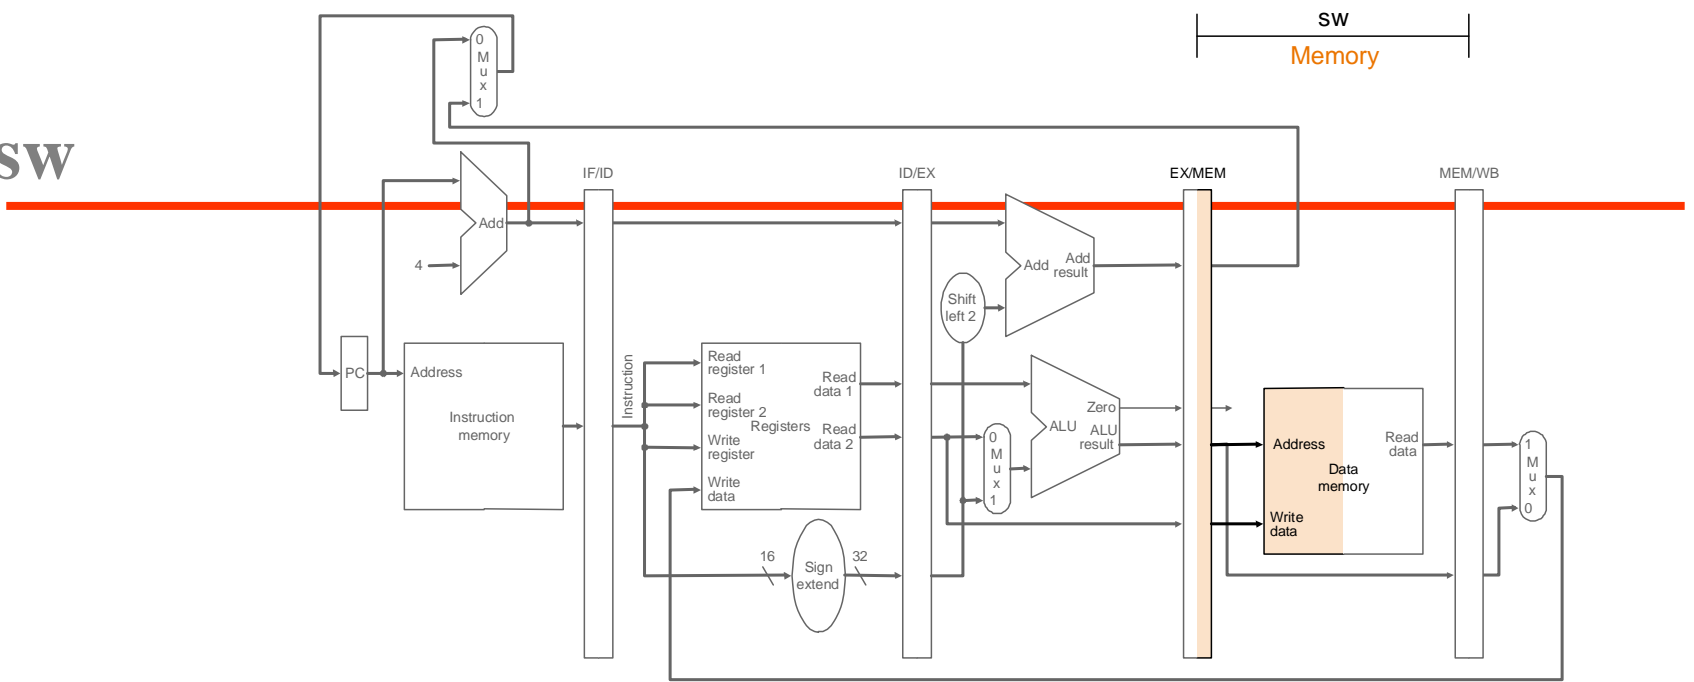 sw
Memory
0
M
u
x
1
sw
IF/ID
ID/EX
EX/MEM
MEM/WB
Add
4
Add
Add
result
Shift
left 2
PC
Address
Instruction
memory
Instruction
Read
register 1
Read
register 2
Write
register
Write
data
Registers
Read
data 1
Read
data 2
0
M
u
x
1
Zero
ALU
ALU
result
Address
Data
memory
Write
data
Read
data
1
M
u
x
0
16
Sign
extend
32